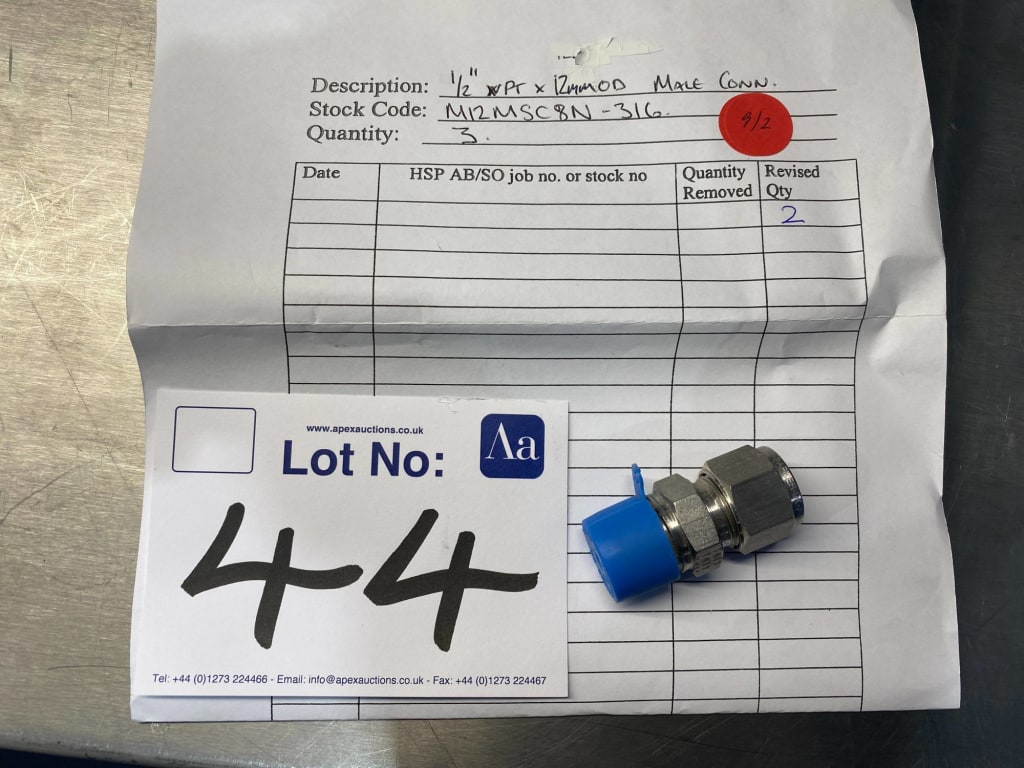 Description: 1/2" NPT x 12mmOD MALE CONN.
Stock Code: M12MSC8N-316.
Quantity: 3.
9/2
Date HSP AB/SO job no. or stock no Quantity Removed Revised Qty
2
www.apexauctions.co.uk
Lot No:
Aa
44
Tel: +44 (0)1273 224466 - Email: info@apexauctions.co.uk - Fax: +44 (0)1273 224467